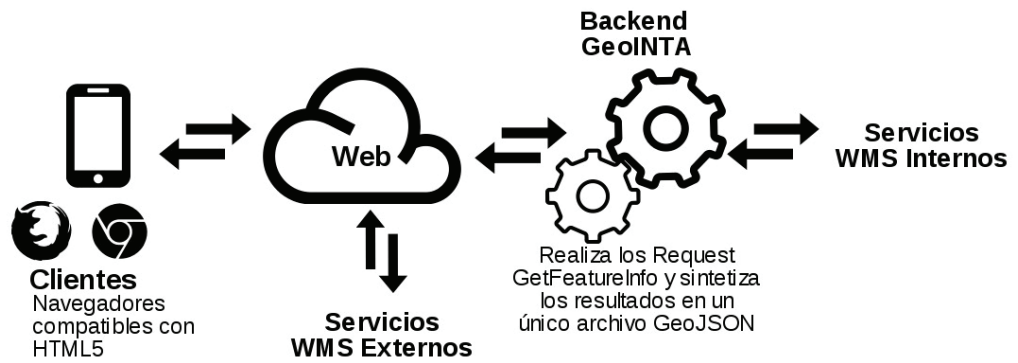 Backend
GeoINTA
Web
Servicios
WMS Internos
Clientes
Navegadores
compatibles con
HTML5
Servicios
WMS Externos
Realiza los Request
GetFeatureInfo y sintetiza
los resultados en un
único archivo GeoJSON